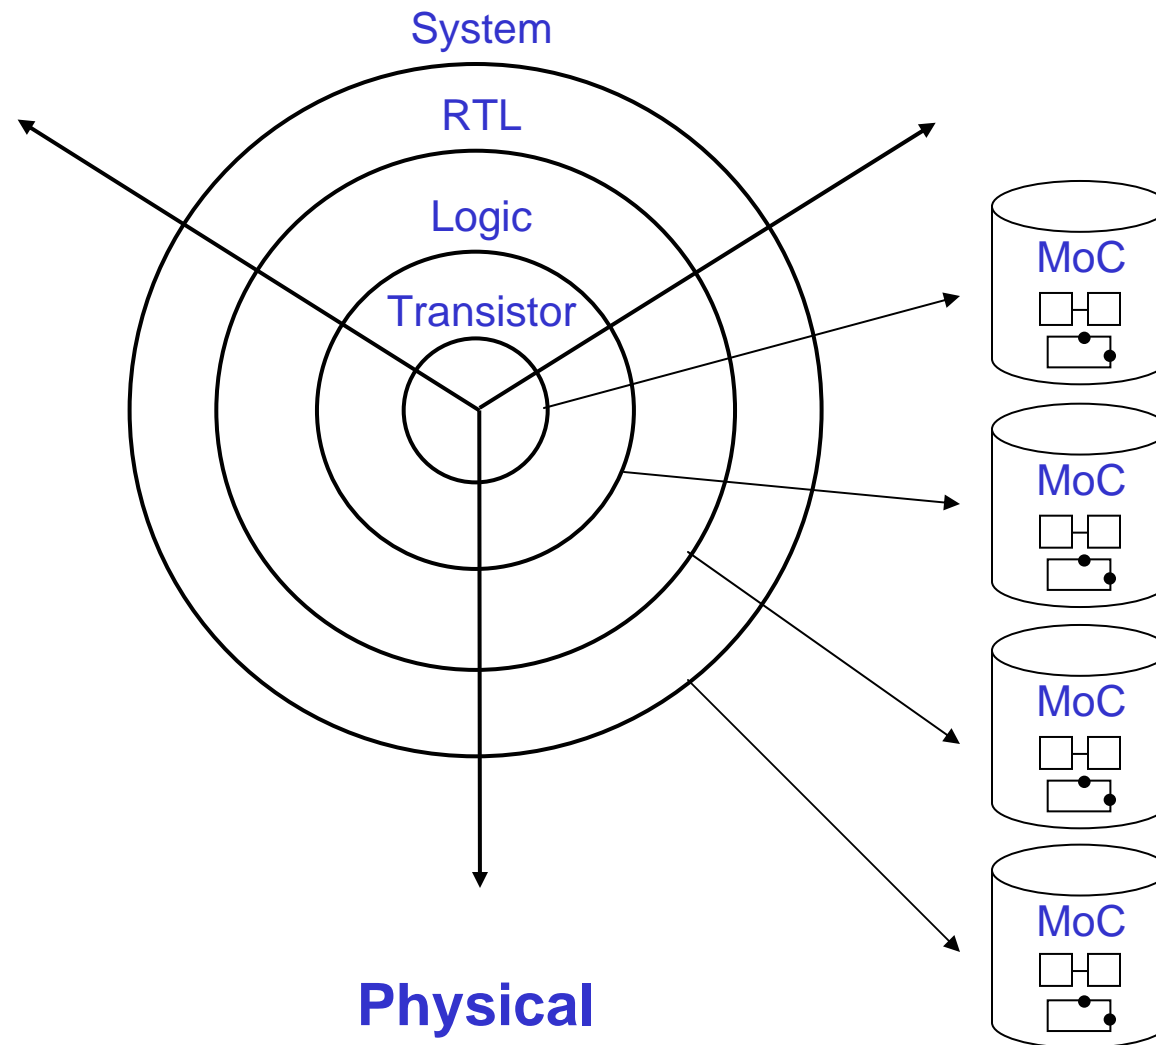 System
RTL
Logic
Transistor
MoC
MoC
MoC
MoC
Physical